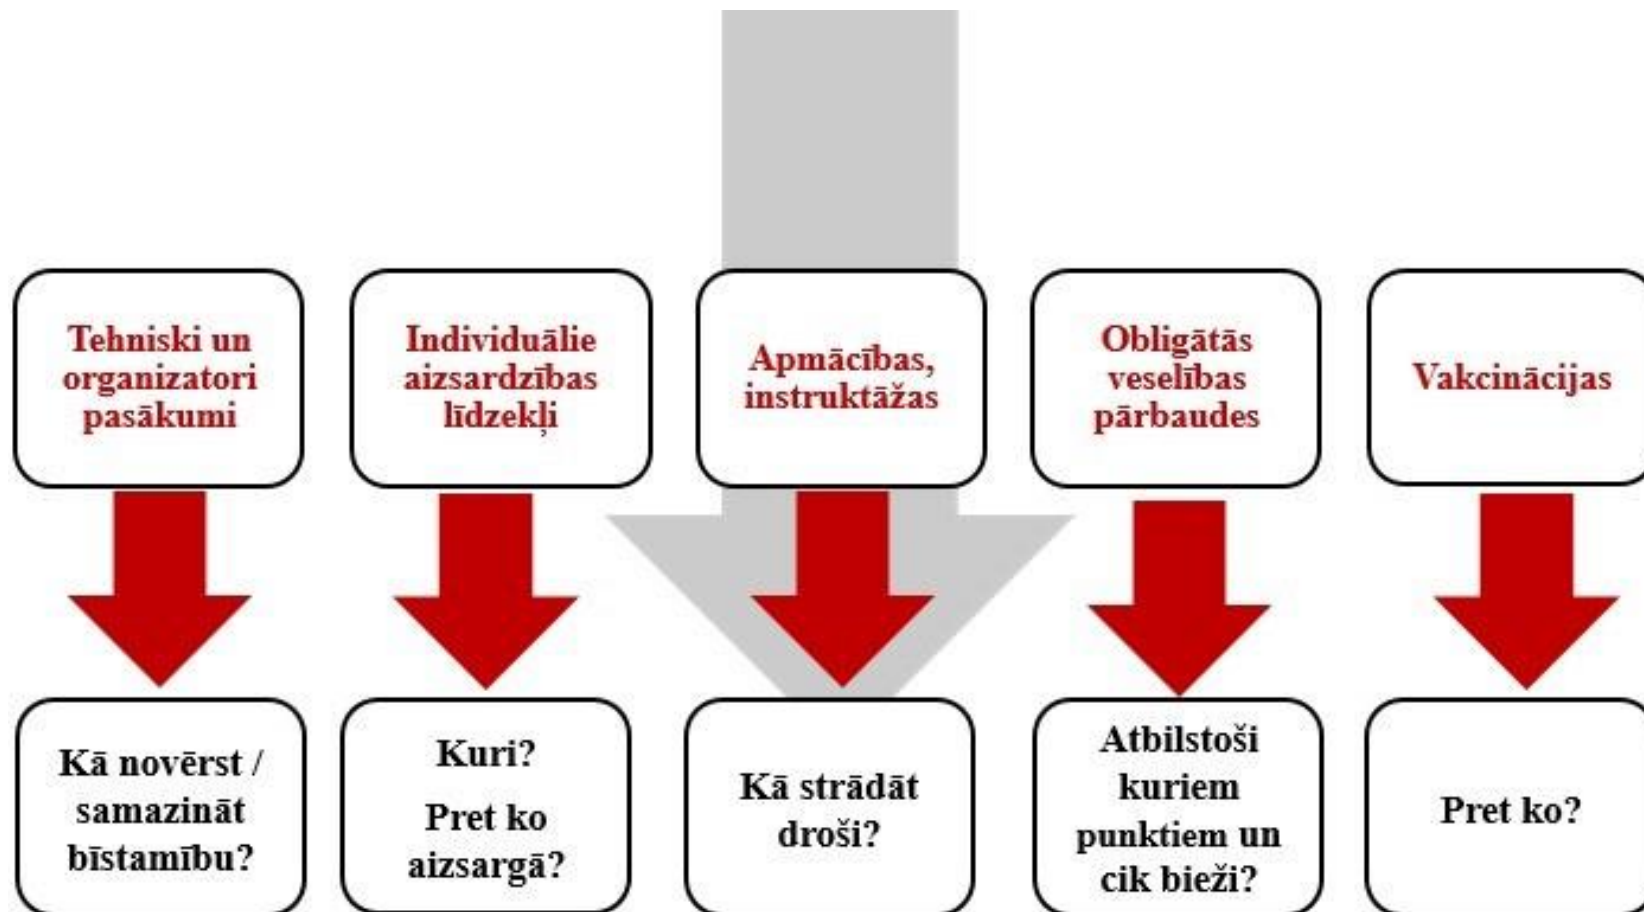 Tehniski un
organizatori
pasākumi
Individuālie
aizsardzības
līdzekļi
Apmācības,
instruktāžas
Obligātās
veselības
pārbaudes
Vakcinācijas
Kā novērst /
samazināt
bīstamību?
Kuri?
Pret ko
aizsargā?
Kā strādāt
droši?
Atbilstoši
kuriem
punktiem un
cik bieži?
Pret ko?